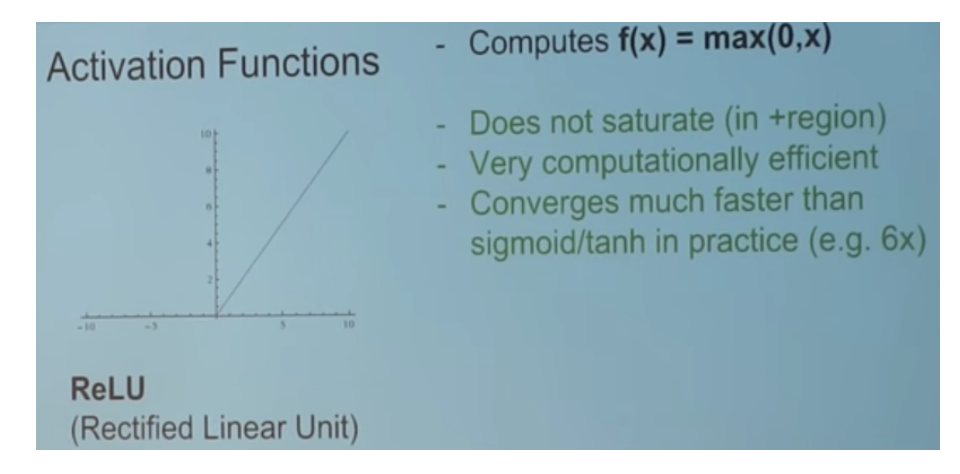 Activation Functions
- Computes f(x) = max(0,x)
- Does not saturate (in +region)
- Very computationally efficient
- Converges much faster than
sigmoid/tanh in practice (e.g. 6x)
10
8
6
4
2
-10 -5 5 10
ReLU
(Rectified Linear Unit)